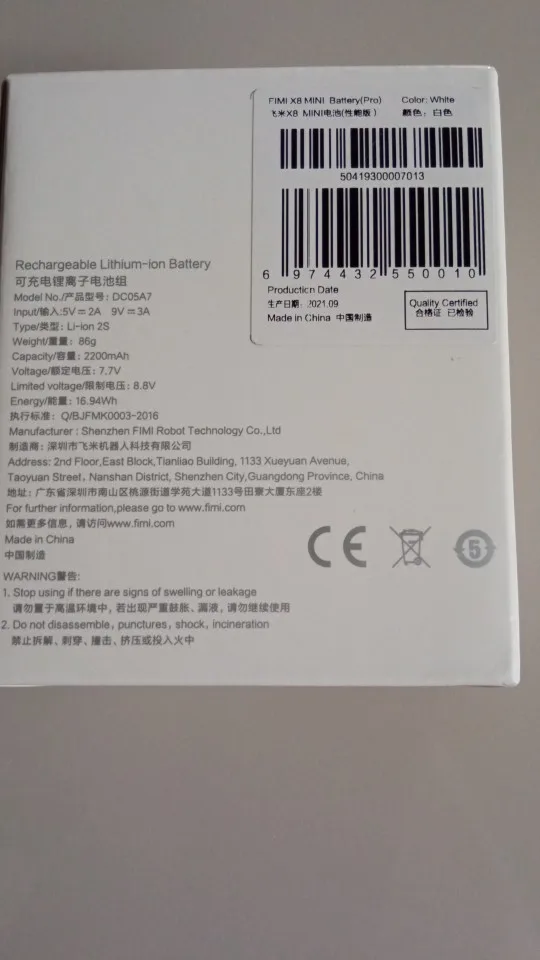 FIMI X8 MINI Battery(Pro) Color: White
飞米X8 MINI电池(性能版) 颜色：白色
50419300007013
6 974432 550010
Production Date
生产日期: 2021.09
Made in China 中国制造
Quality Certified
合格证 已检验
Rechargeable Lithium-ion Battery
可充电锂离子电池组
Model No./产品型号: DC05A7
Input/输入:5V⎓2A 9V⎓3A
Type/类型: Li-ion 2S
Weight/重量: 86g
Capacity/容量: 2200mAh
Voltage/额定电压: 7.7V
Limited voltage/限制电压: 8.8V
Energy/能量: 16.94Wh
执行标准: Q/BJFMK0003-2016
Manufacturer : Shenzhen FIMI Robot Technology Co.,Ltd
制造商: 深圳市飞米机器人科技有限公司
Address: 2nd Floor,East Block,Tianliao Building, 1133 Xueyuan Avenue,
Taoyuan Street, Nanshan District, Shenzhen City,Guangdong Province, China
地址: 广东省深圳市南山区桃源街道学苑大道1133号田寮大厦东座2楼
For further information,please go to www.fimi.com
如需更多信息, 请访问www.fimi.com
Made in China
中国制造
CE
5
WARNING警告:
1. Stop using if there are signs of swelling or leakage
请勿置于高温环境中, 若出现严重鼓胀、漏液, 请勿继续使用
2. Do not disassemble, punctures, shock, incineration
禁止拆解、刺穿、撞击、挤压或投入火中